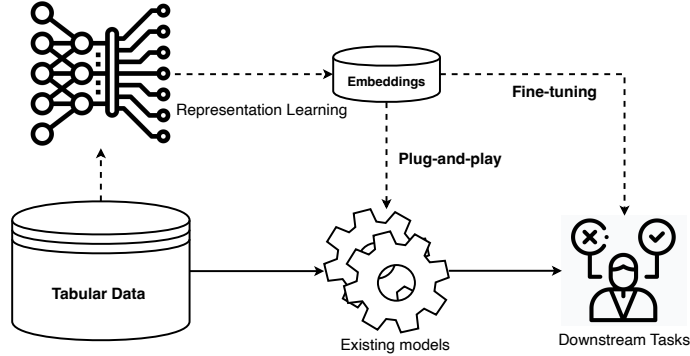 Embeddings
Representation Learning
Fine-tuning
Plug-and-play
Tabular Data
Existing models
Downstream Tasks